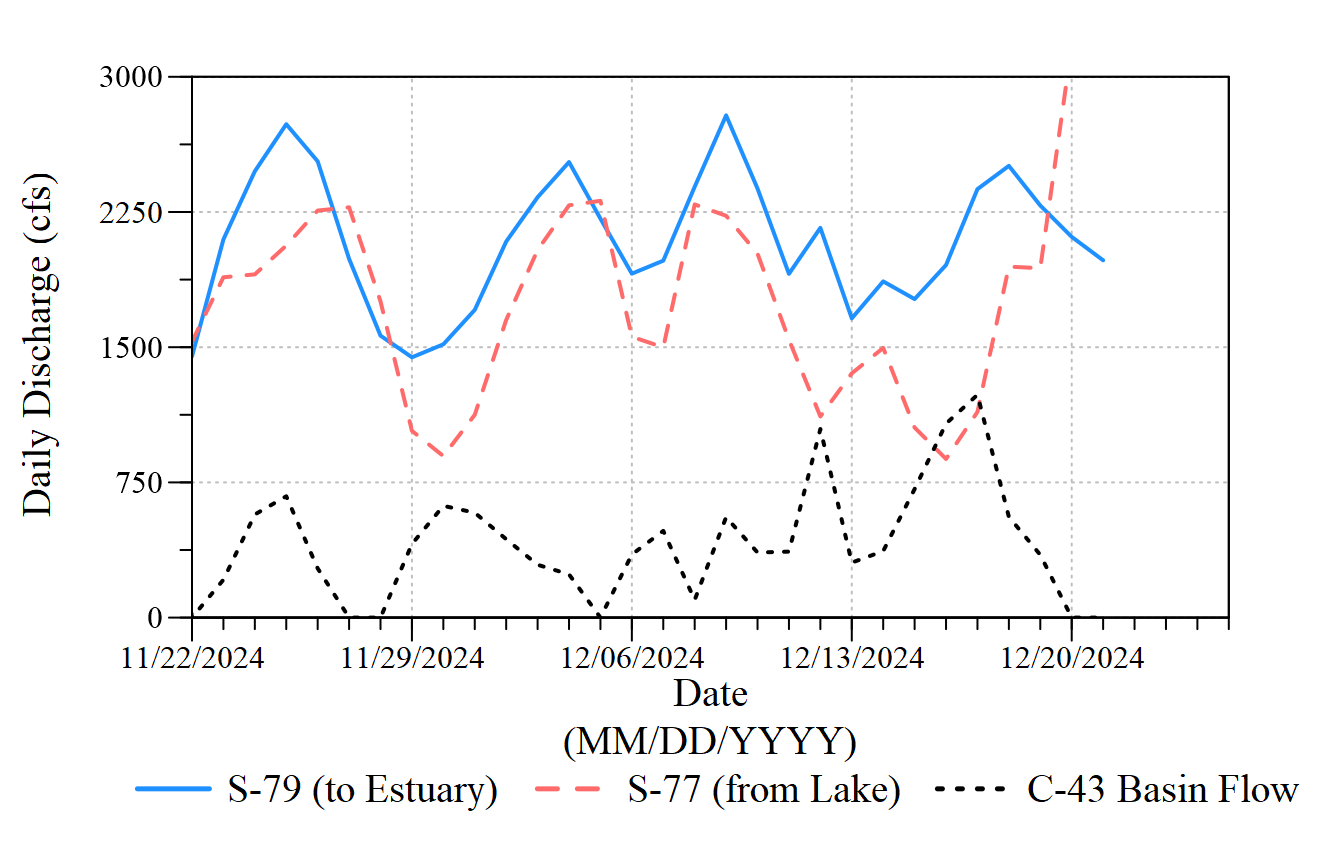 3000
2250
1500
750
0
Daily Discharge (cfs)
11/22/2024 11/29/2024 12/06/2024 12/13/2024 12/20/2024
Date
(MM/DD/YYYY)
S-79 (to Estuary) S-77 (from Lake) C-43 Basin Flow